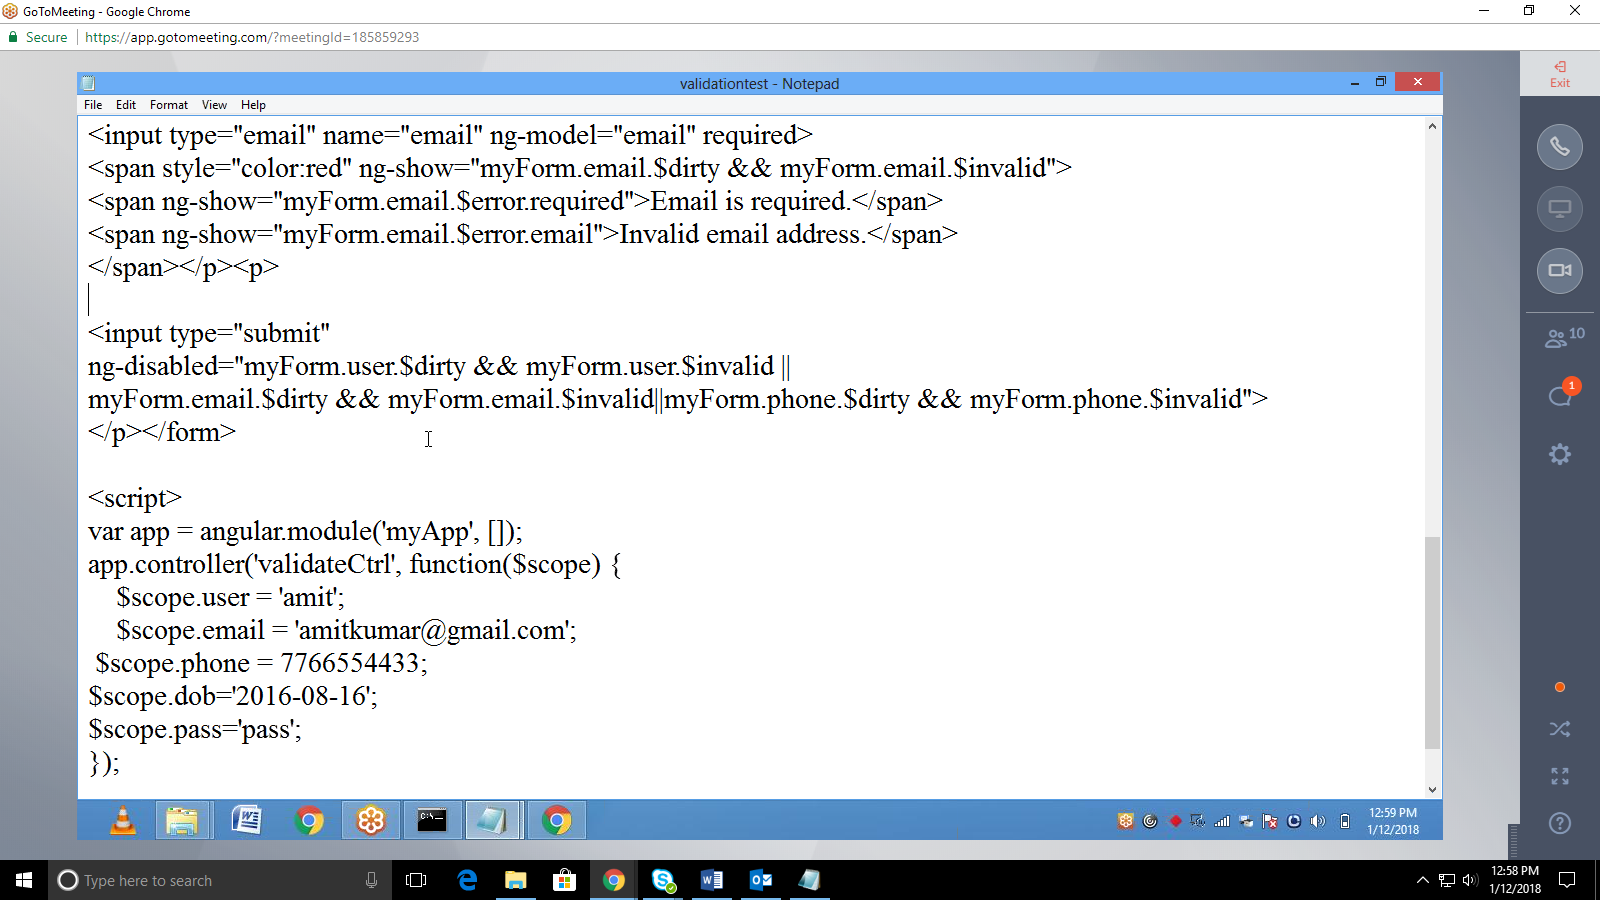 GoToMeeting - Google Chrome
Secure https://app.gotomeeting.com/?meetingId=185859293
validationtest - Notepad
Exit
File Edit Format View Help
<input type="email" name="email" ng-model="email" required>
<span style="color:red" ng-show="myForm.email.$dirty && myForm.email.$invalid">
<span ng-show="myForm.email.$error.required">Email is required.</span>
<span ng-show="myForm.email.$error.email">Invalid email address.</span>
</span></p><p>
<input type="submit"
ng-disabled="myForm.user.$dirty && myForm.user.$invalid ||
myForm.email.$dirty && myForm.email.$invalid||myForm.phone.$dirty && myForm.phone.$invalid">
</p></form>
<script>
var app = angular.module('myApp', []);
app.controller('validateCtrl', function($scope) {
$scope.user = 'amit';
$scope.email = 'amitkumar@gmail.com';
$scope.phone = 7766554433;
$scope.dob='2016-08-16';
$scope.pass='pass';
});
10
1
12:59 PM
1/12/2018
Type here to search
12:58 PM
1/12/2018